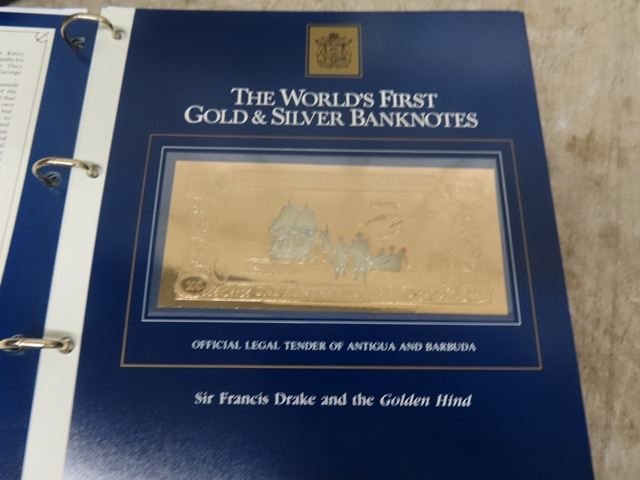 THE WORLD'S FIRST
GOLD & SILVER BANKNOTES
OFFICIAL LEGAL TENDER OF ANTIGUA AND BARBUDA
Sir Francis Drake and the Golden Hind